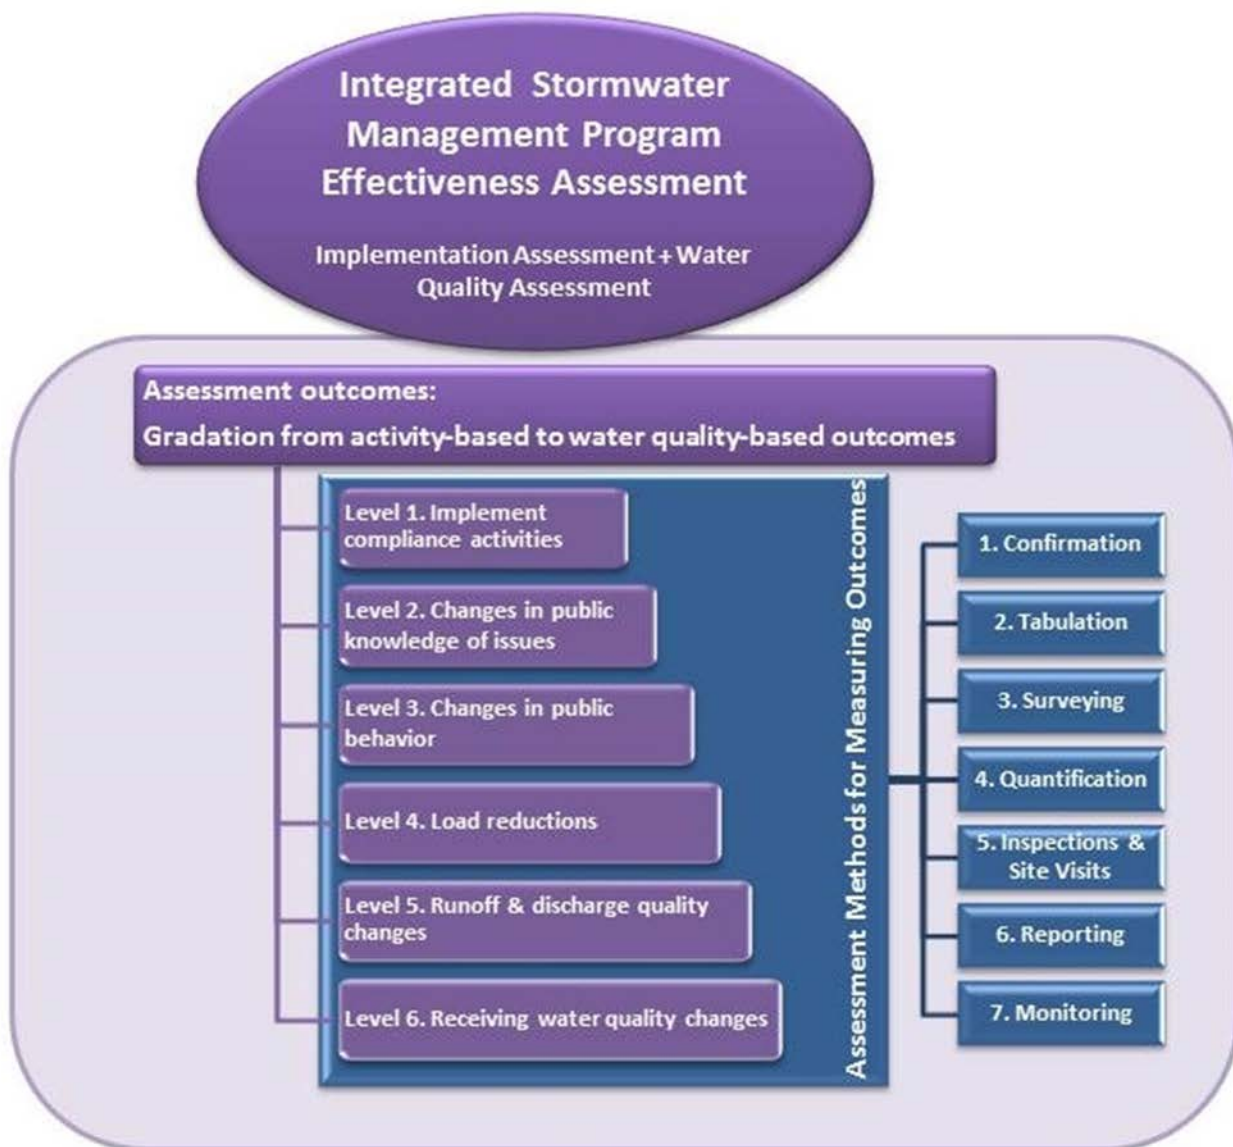 Integrated Stormwater
Management Program
Effectiveness Assessment
Implementation Assessment + Water
Quality Assessment
Assessment outcomes:
Gradation from activity-based to water quality-based outcomes
Level 1. Implement
compliance activities
Level 2. Changes in public
knowledge of issues
Level 3. Changes in public
behavior
Level 4. Load reductions
Level 5. Runoff & discharge quality
changes
Level 6. Receiving water quality changes
Assessment Methods for Measuring Outcomes
1. Confirmation
2. Tabulation
3. Surveying
4. Quantification
5. Inspections &
Site Visits
6. Reporting
7. Monitoring